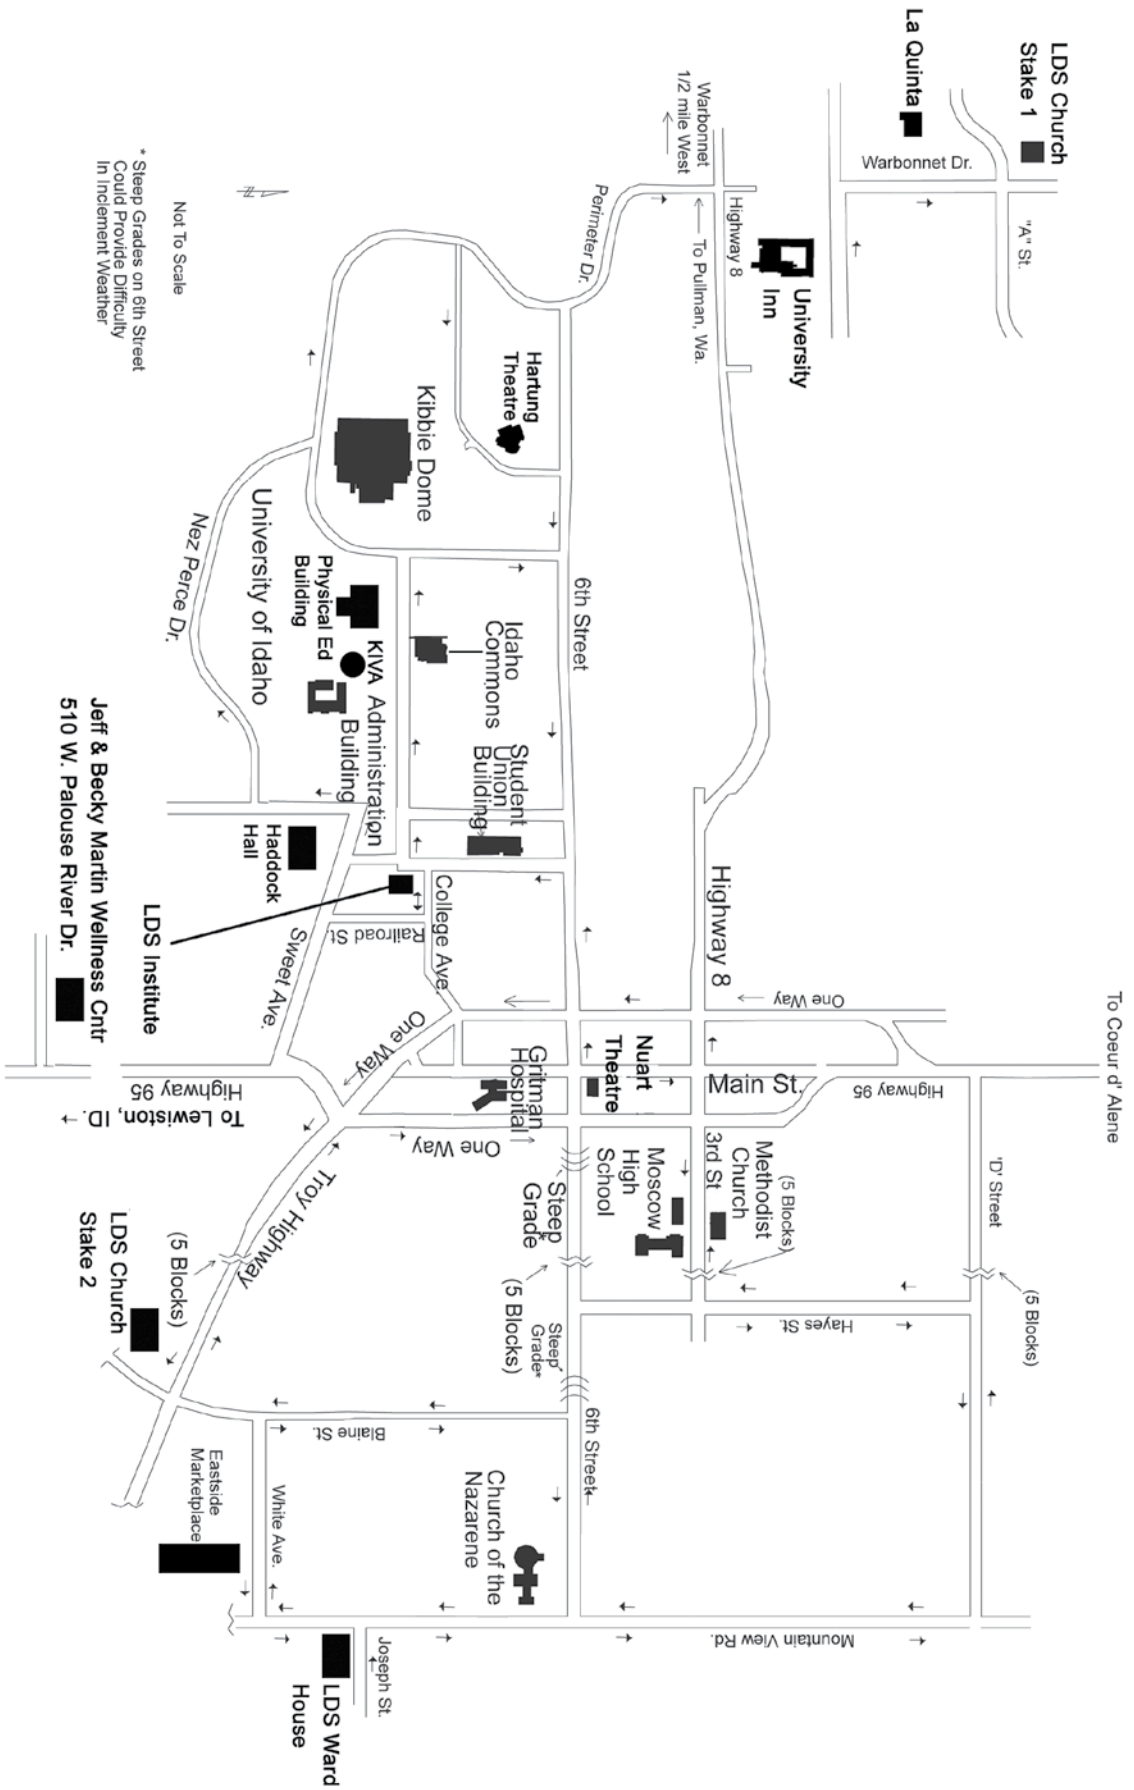 LDS Church
Stake 1
La Quinta
Warbonnet Dr.
"A" St.
Warbonnet
1/2 mile West
Highway 8
To Pullman, Wa.
University
Inn
Perimeter Dr.
Not To Scale
* Steep Grades on 6th Street
Could Provide Difficulty
In Inclement Weather
Hartung
Theatre
Kibbie Dome
6th Street
Nez Perce Dr.
University of Idaho
Physical Ed
Building
KIVA
Administration
Building
Idaho
Commons
Student
Union
Building
Haddock
Hall
LDS Institute
College Ave.
Railroad St.
Sweet Ave.
Jeff & Becky Martin Wellness Cntr
510 W. Palouse River Dr.
Highway 8
One Way
To Coeur d' Alene
One Way
Nuart
Theatre
Gritman
Hospital
Main St.
Highway 95
Highway 95
To Lewiston, ID.
One Way
3rd St
Methodist
Church
(5 Blocks)
Moscow
High
School
Steep*
Grade
(5 Blocks)
Steep
Grade*
'D' Street
(5 Blocks)
Hayes St.
Troy Highway
(5 Blocks)
LDS Church
Stake 2
6th Street
Blaine St.
Church of the
Nazarene
Eastside
Marketplace
White Ave.
Mountain View Rd.
Joseph St.
LDS Ward
House